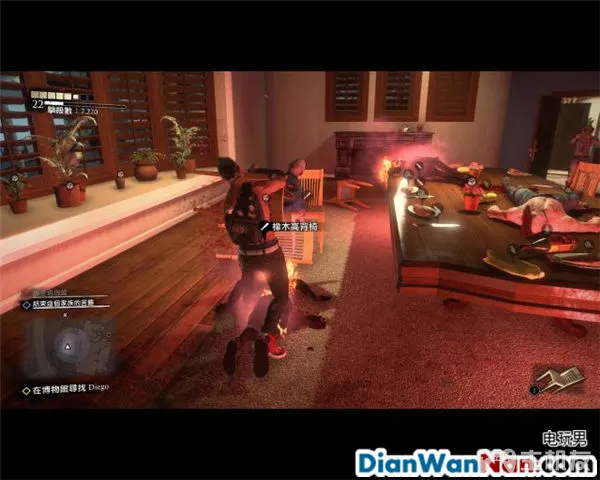 22
擊殺數：7,220
橡木高背椅
結束這個家族的苦難
在博物館尋找 Diego
1
电玩男
DianWanNan.com